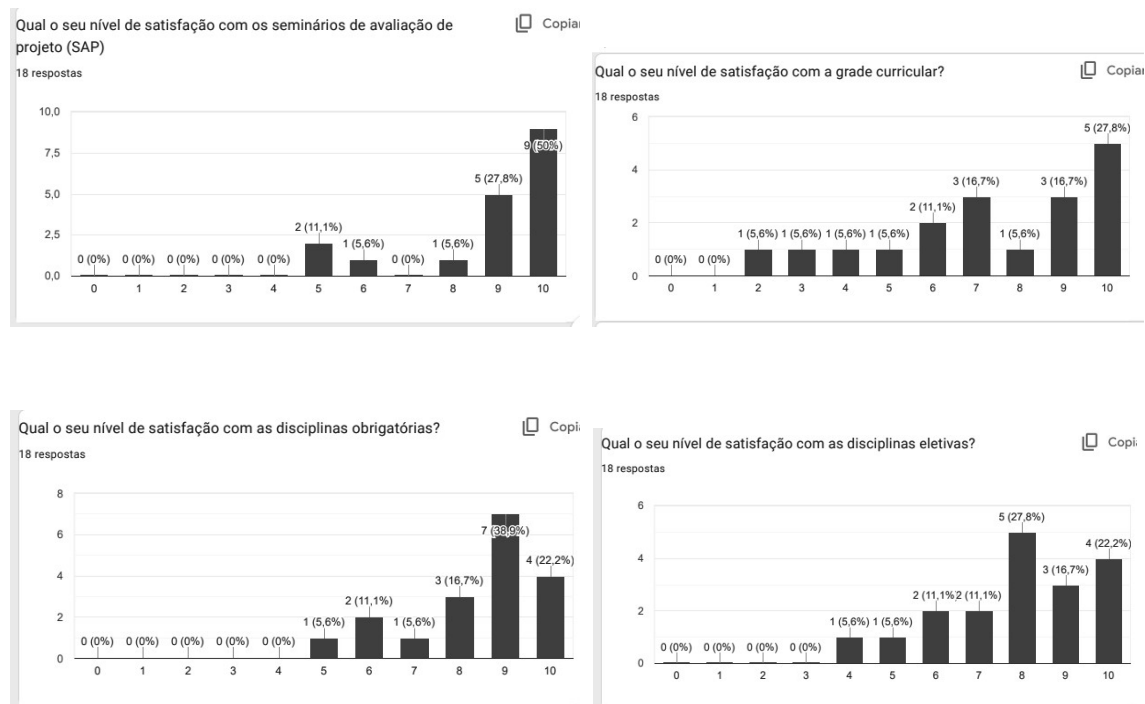 Qual o seu nível de satisfação com os seminários de avaliação de
projeto (SAP)
Copiar
18 respostas
10,0
7,5
5,0
2,5
0,0
0 (0%) 0 (0%) 0 (0%) 0 (0%) 0 (0%) 2 (11,1%) 1 (5,6%) 0 (0%) 1 (5,6%) 5 (27,8%) 9 (50%)
0 1 2 3 4 5 6 7 8 9 10
Qual o seu nível de satisfação com a grade curricular?
Copiar
18 respostas
6
4
2
0
0 (0%) 0 (0%) 1 (5,6%) 1 (5,6%) 1 (5,6%) 1 (5,6%) 2 (11,1%) 3 (16,7%) 1 (5,6%) 3 (16,7%) 5 (27,8%)
0 1 2 3 4 5 6 7 8 9 10
Qual o seu nível de satisfação com as disciplinas obrigatórias?
Copi
18 respostas
8
6
4
2
0
0 (0%) 0 (0%) 0 (0%) 0 (0%) 0 (0%) 1 (5,6%) 2 (11,1%) 1 (5,6%) 3 (16,7%) 7 (38,9%) 4 (22,2%)
0 1 2 3 4 5 6 7 8 9 10
Qual o seu nível de satisfação com as disciplinas eletivas?
Copi
18 respostas
6
4
2
0
0 (0%) 0 (0%) 0 (0%) 0 (0%) 1 (5,6%) 1 (5,6%) 2 (11,1%) 2 (11,1%) 5 (27,8%) 3 (16,7%) 4 (22,2%)
0 1 2 3 4 5 6 7 8 9 10